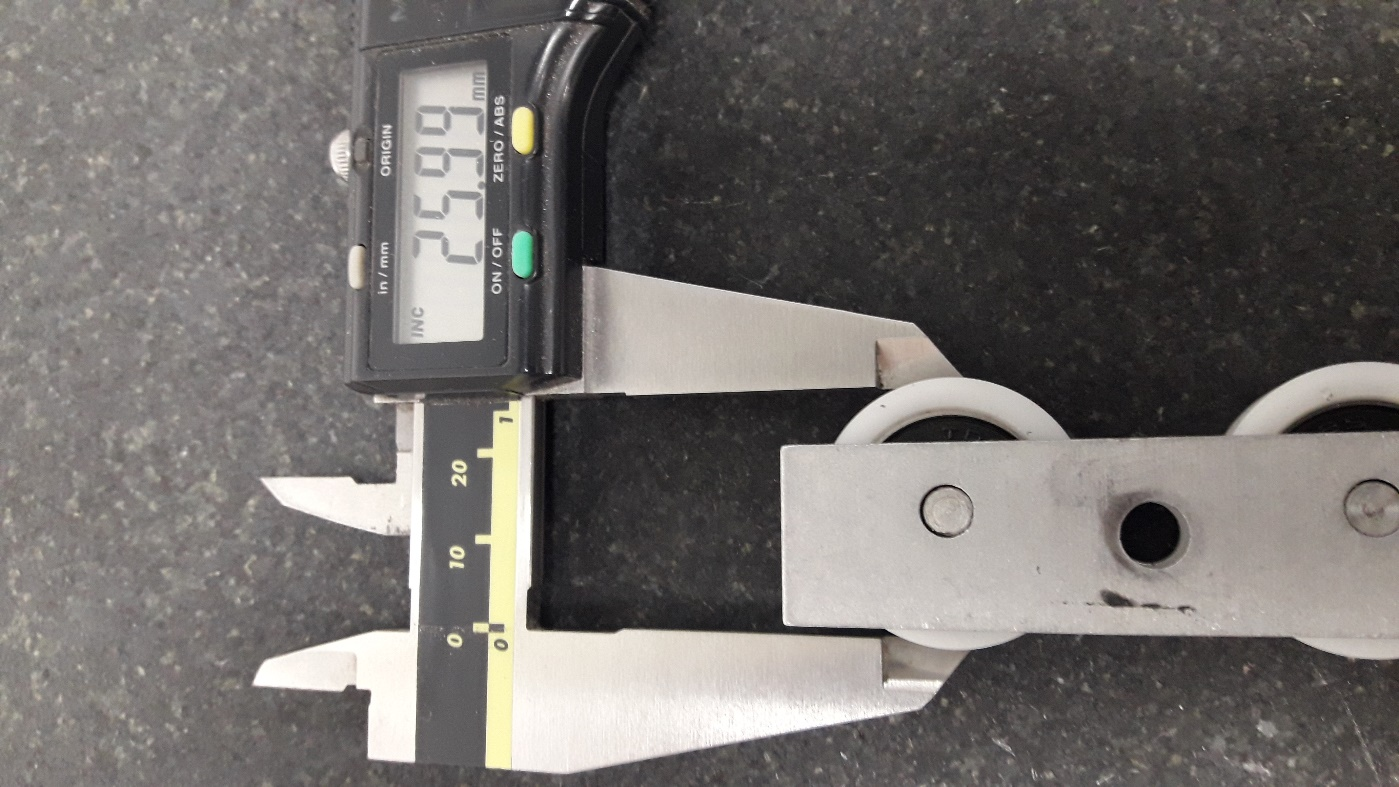 ORIGIN
in / mm
INC
25.99 mm
ZERO / ABS
ON / OFF
20
10
0
1
0